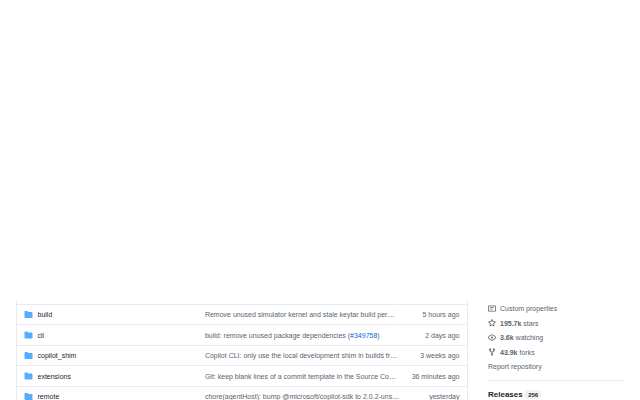 build Remove unused simulator kernel and stale keytar build per… 5 hours ago
cli build: remove unused package dependencies (#349758) 2 days ago
copilot_shim Copilot CLI: only use the local development shim in builds fr… 3 weeks ago
extensions Git: keep blank lines of a commit template in the Source Co… 36 minutes ago
remote chore(agentHost): bump @microsoft/copilot-sdk to 2.0.2-uns… yesterday
Custom properties
195.7k stars
3.6k watching
43.9k forks
Report repository
Releases 256